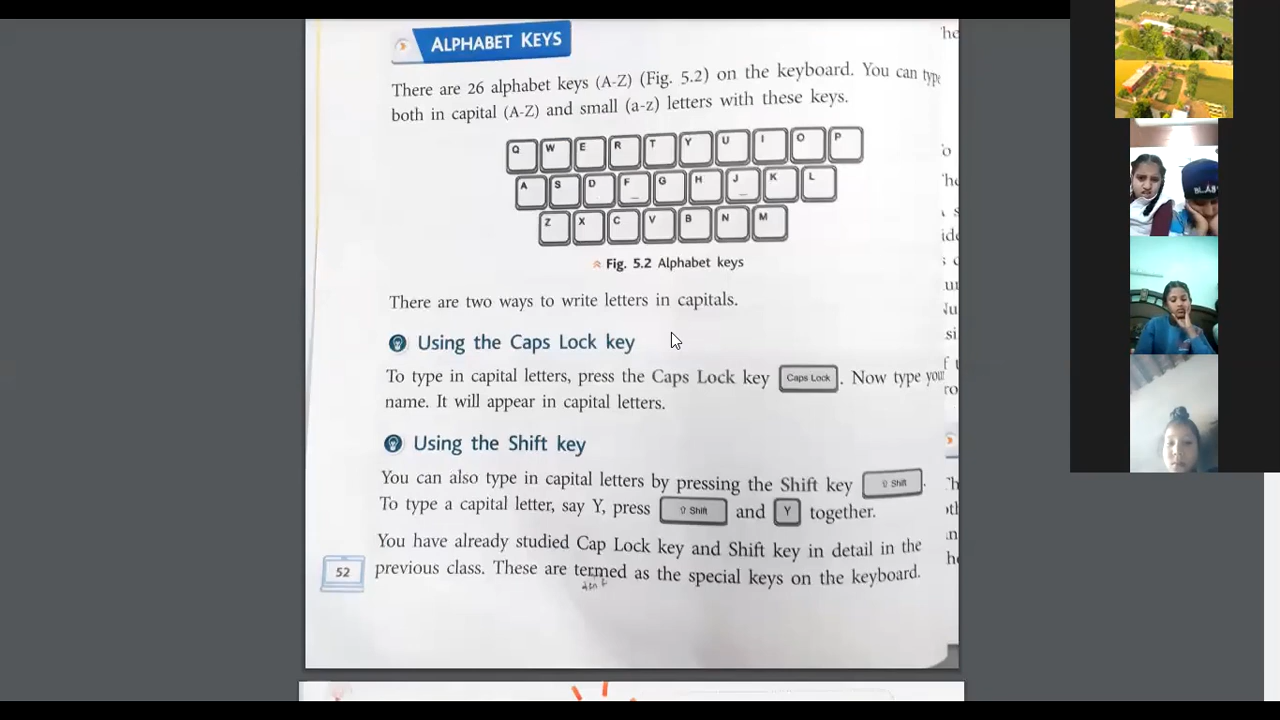 ALPHABET KEYS
There are 26 alphabet keys (A-Z) (Fig. 5.2) on the keyboard. You can type
both in capital (A-Z) and small (a-z) letters with these keys.
Q W E R T Y U I O P
A S D F G H J K L
Z X C V B N M
Fig. 5.2 Alphabet keys
There are two ways to write letters in capitals.
Using the Caps Lock key
To type in capital letters, press the Caps Lock key Caps Lock. Now type your
name. It will appear in capital letters.
Using the Shift key
You can also type in capital letters by pressing the Shift key ⇧ Shift.
To type a capital letter, say Y, press ⇧ Shift and Y together.
You have already studied Cap Lock key and Shift key in detail in the
previous class. These are termed as the special keys on the keyboard.
52